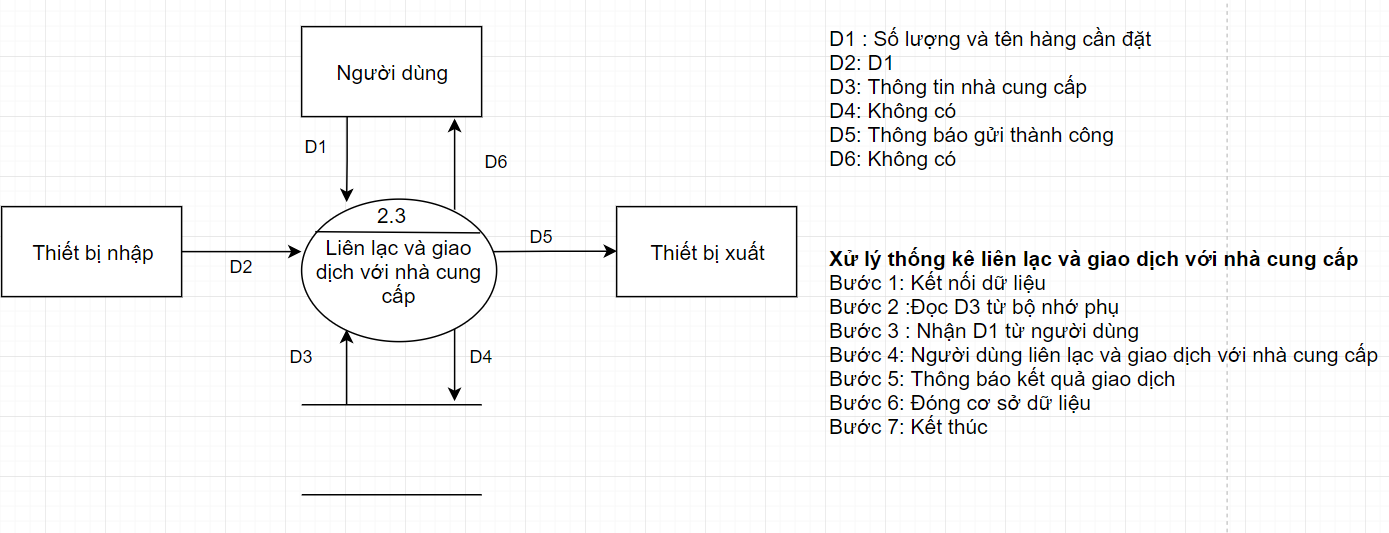 Người dùng
D1
D6
2.3
Liên lạc và giao
dịch với nhà cung
cấp
Thiết bị nhập
D2
D5
Thiết bị xuất
D3
D4
D1 : Số lượng và tên hàng cần đặt
D2: D1
D3: Thông tin nhà cung cấp
D4: Không có
D5: Thông báo gửi thành công
D6: Không có
Xử lý thống kê liên lạc và giao dịch với nhà cung cấp
Bước 1: Kết nối dữ liệu
Bước 2 :Đọc D3 từ bộ nhớ phụ
Bước 3 : Nhận D1 từ người dùng
Bước 4: Người dùng liên lạc và giao dịch với nhà cung cấp
Bước 5: Thông báo kết quả giao dịch
Bước 6: Đóng cơ sở dữ liệu
Bước 7: Kết thúc